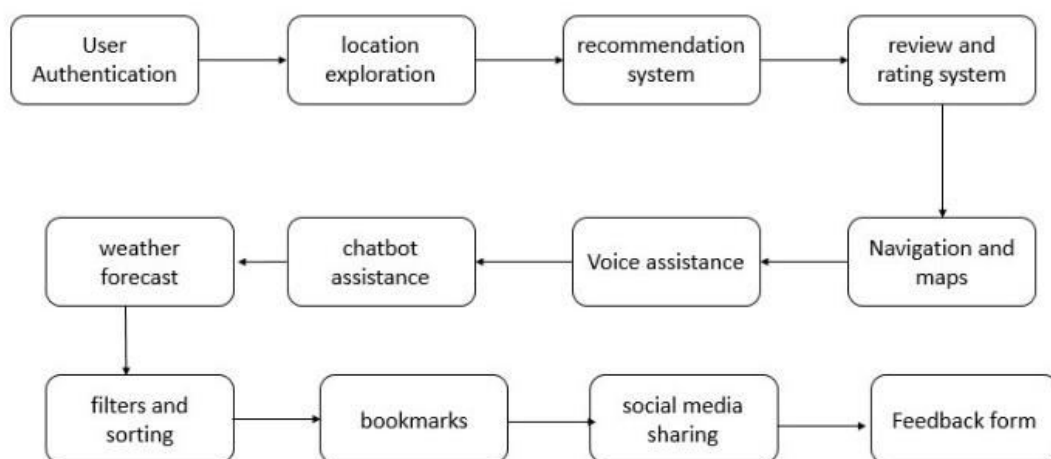 User
Authentication
location
exploration
recommendation
system
review and
rating system
weather
forecast
chatbot
assistance
Voice assistance
Navigation and
maps
filters and
sorting
bookmarks
social media
sharing
Feedback form